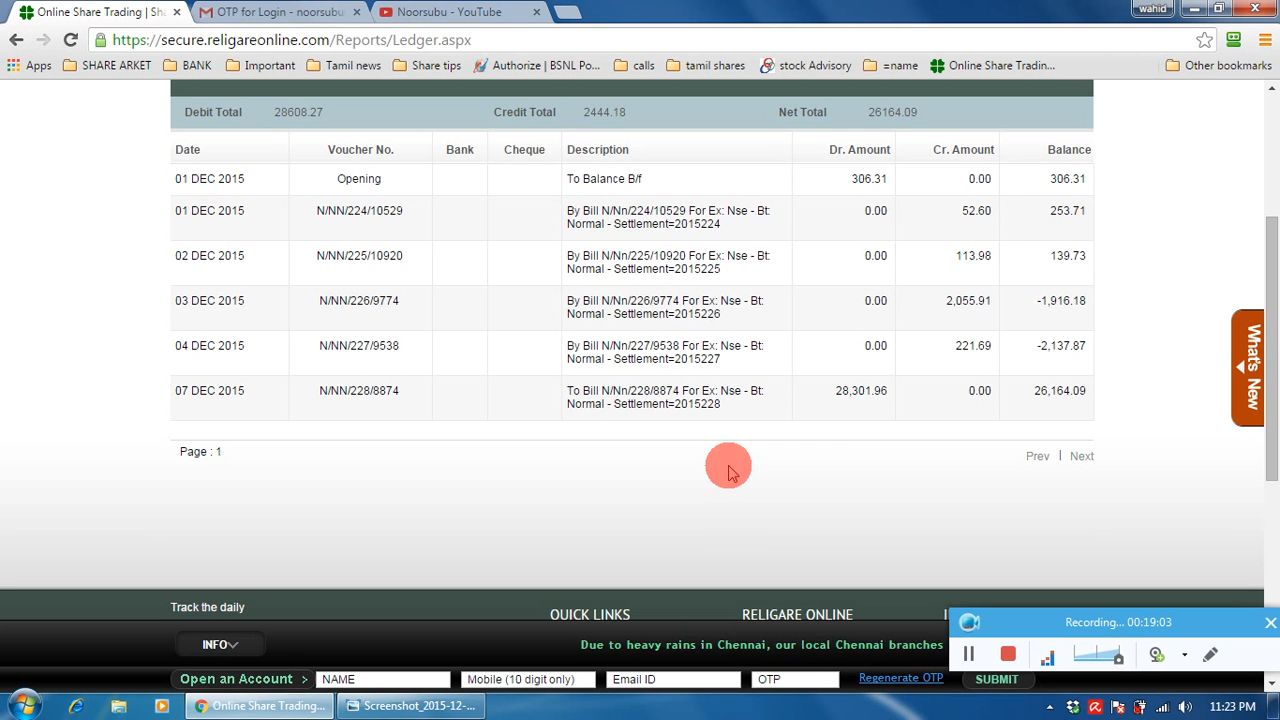 Online Share Trading | Sha
OTP for Login - noorsubu
Noorsubu - YouTube
wahid
https://secure.religareonline.com/Reports/Ledger.aspx
Apps SHARE ARKET BANK Important Tamil news Share tips Authorize | BSNL Po... calls tamil shares stock Advisory =name Online Share Tradin... Other bookmarks
Debit Total 28608.27 Credit Total 2444.18 Net Total 26164.09
Date Voucher No. Bank Cheque Description Dr. Amount Cr. Amount Balance
01 DEC 2015 Opening To Balance B/f 306.31 0.00 306.31
01 DEC 2015 N/NN/224/10529 By Bill N/Nn/224/10529 For Ex: Nse - Bt: 0.00 52.60 253.71
Normal - Settlement=2015224
02 DEC 2015 N/NN/225/10920 By Bill N/Nn/225/10920 For Ex: Nse - Bt: 0.00 113.98 139.73
Normal - Settlement=2015225
03 DEC 2015 N/NN/226/9774 By Bill N/Nn/226/9774 For Ex: Nse - Bt: 0.00 2,055.91 -1,916.18
Normal - Settlement=2015226
04 DEC 2015 N/NN/227/9538 By Bill N/Nn/227/9538 For Ex: Nse - Bt: 0.00 221.69 -2,137.87
Normal - Settlement=2015227
07 DEC 2015 N/NN/228/8874 To Bill N/Nn/228/8874 For Ex: Nse - Bt: 28,301.96 0.00 26,164.09
Normal - Settlement=2015228
What's New
Page : 1
Prev | Next
Track the daily
QUICK LINKS RELIGARE ONLINE
Recording... 00:19:03
INFO
Due to heavy rains in Chennai, our local Chennai branches
Open an Account > NAME Mobile (10 digit only) Email ID OTP Regenerate OTP SUBMIT
Online Share Trading... Screenshot_2015-12-... 11:23 PM